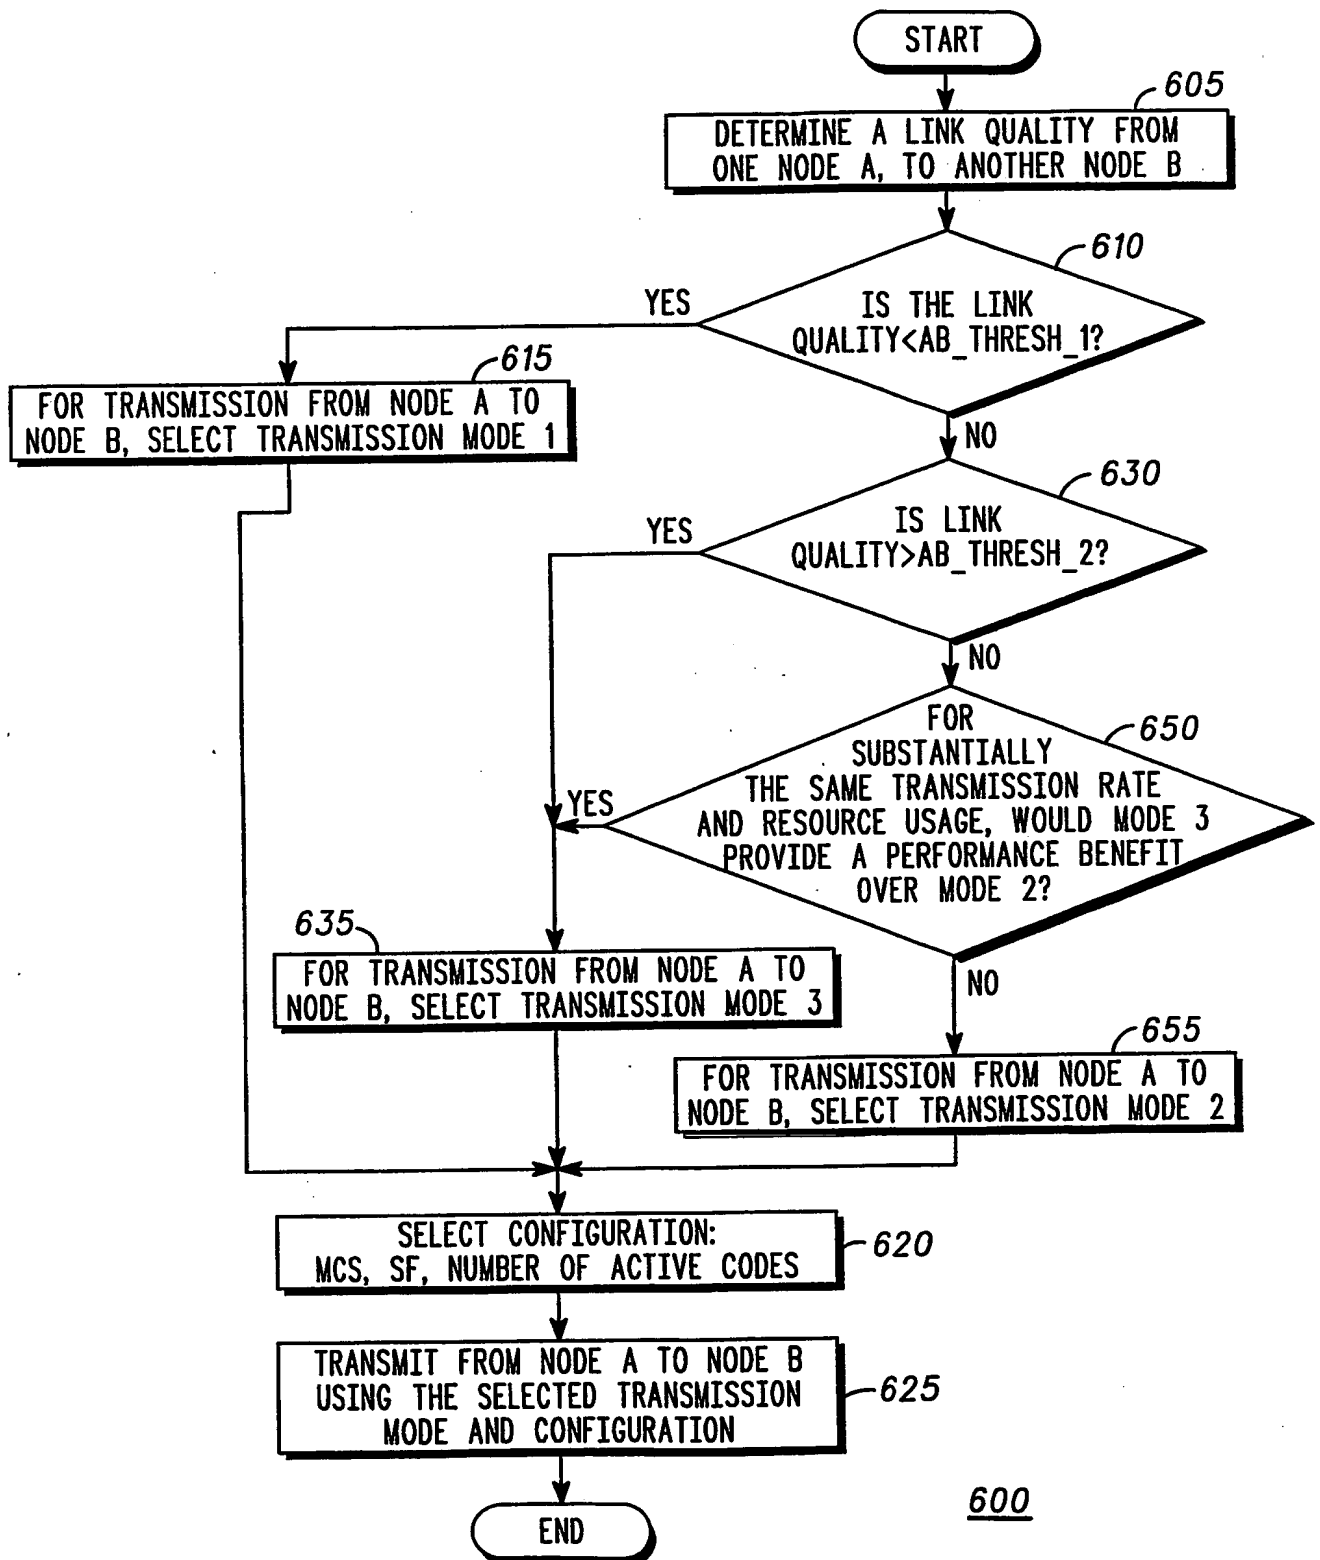 START
605
DETERMINE A LINK QUALITY FROM
ONE NODE A, TO ANOTHER NODE B
610
IS THE LINK
QUALITY<AB_THRESH_1?
YES
NO
615
FOR TRANSMISSION FROM NODE A TO
NODE B, SELECT TRANSMISSION MODE 1
630
IS LINK
QUALITY>AB_THRESH_2?
YES
NO
650
FOR
SUBSTANTIALLY
THE SAME TRANSMISSION RATE
AND RESOURCE USAGE, WOULD MODE 3
PROVIDE A PERFORMANCE BENEFIT
OVER MODE 2?
YES
NO
635
FOR TRANSMISSION FROM NODE A TO
NODE B, SELECT TRANSMISSION MODE 3
655
FOR TRANSMISSION FROM NODE A TO
NODE B, SELECT TRANSMISSION MODE 2
SELECT CONFIGURATION:
MCS, SF, NUMBER OF ACTIVE CODES
620
TRANSMIT FROM NODE A TO NODE B
USING THE SELECTED TRANSMISSION
MODE AND CONFIGURATION
625
END
600